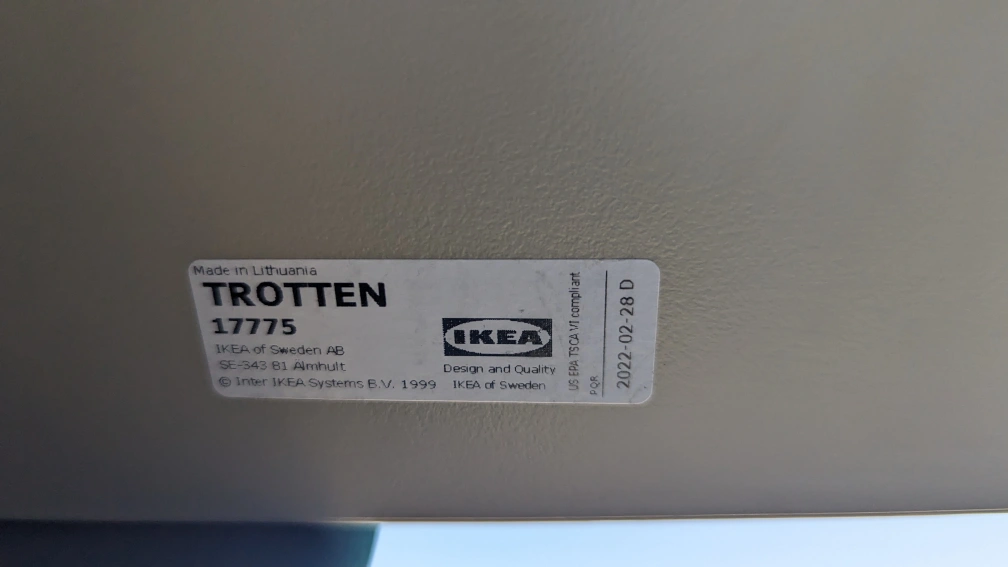 Made in Lithuania
TROTTEN
17775
IKEA of Sweden AB
SE-343 81 Älmhult
© Inter IKEA Systems B.V. 1999
IKEA
Design and Quality
IKEA of Sweden
US EPA TSCA VI compliant
PQR
2022-02-28 D